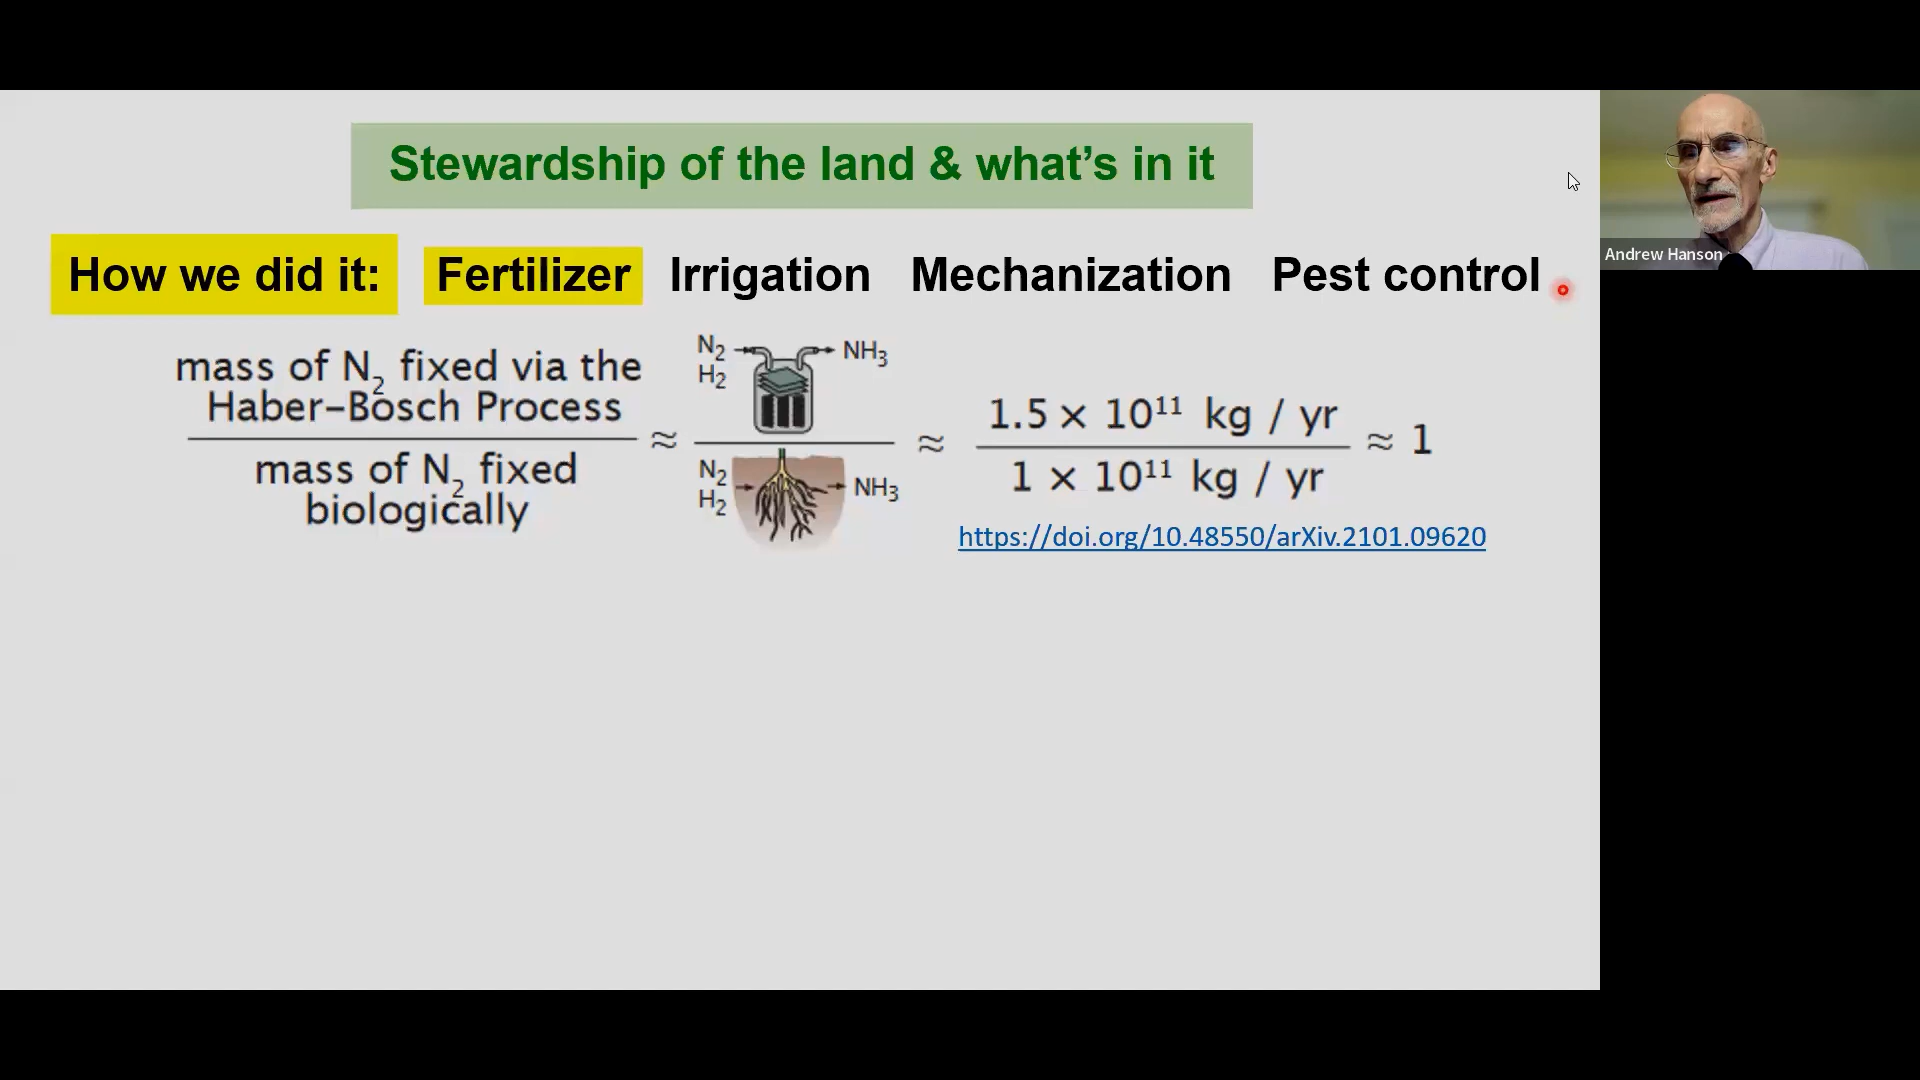 Stewardship of the land & what’s in it
How we did it: Fertilizer Irrigation Mechanization Pest control
mass of N₂ fixed via the
Haber–Bosch Process
mass of N₂ fixed
biologically
≈
N₂
H₂
NH₃
N₂
H₂
NH₃
≈
1.5 × 10¹¹ kg / yr
1 × 10¹¹ kg / yr
≈ 1
https://doi.org/10.48550/arXiv.2101.09620
Andrew Hanson